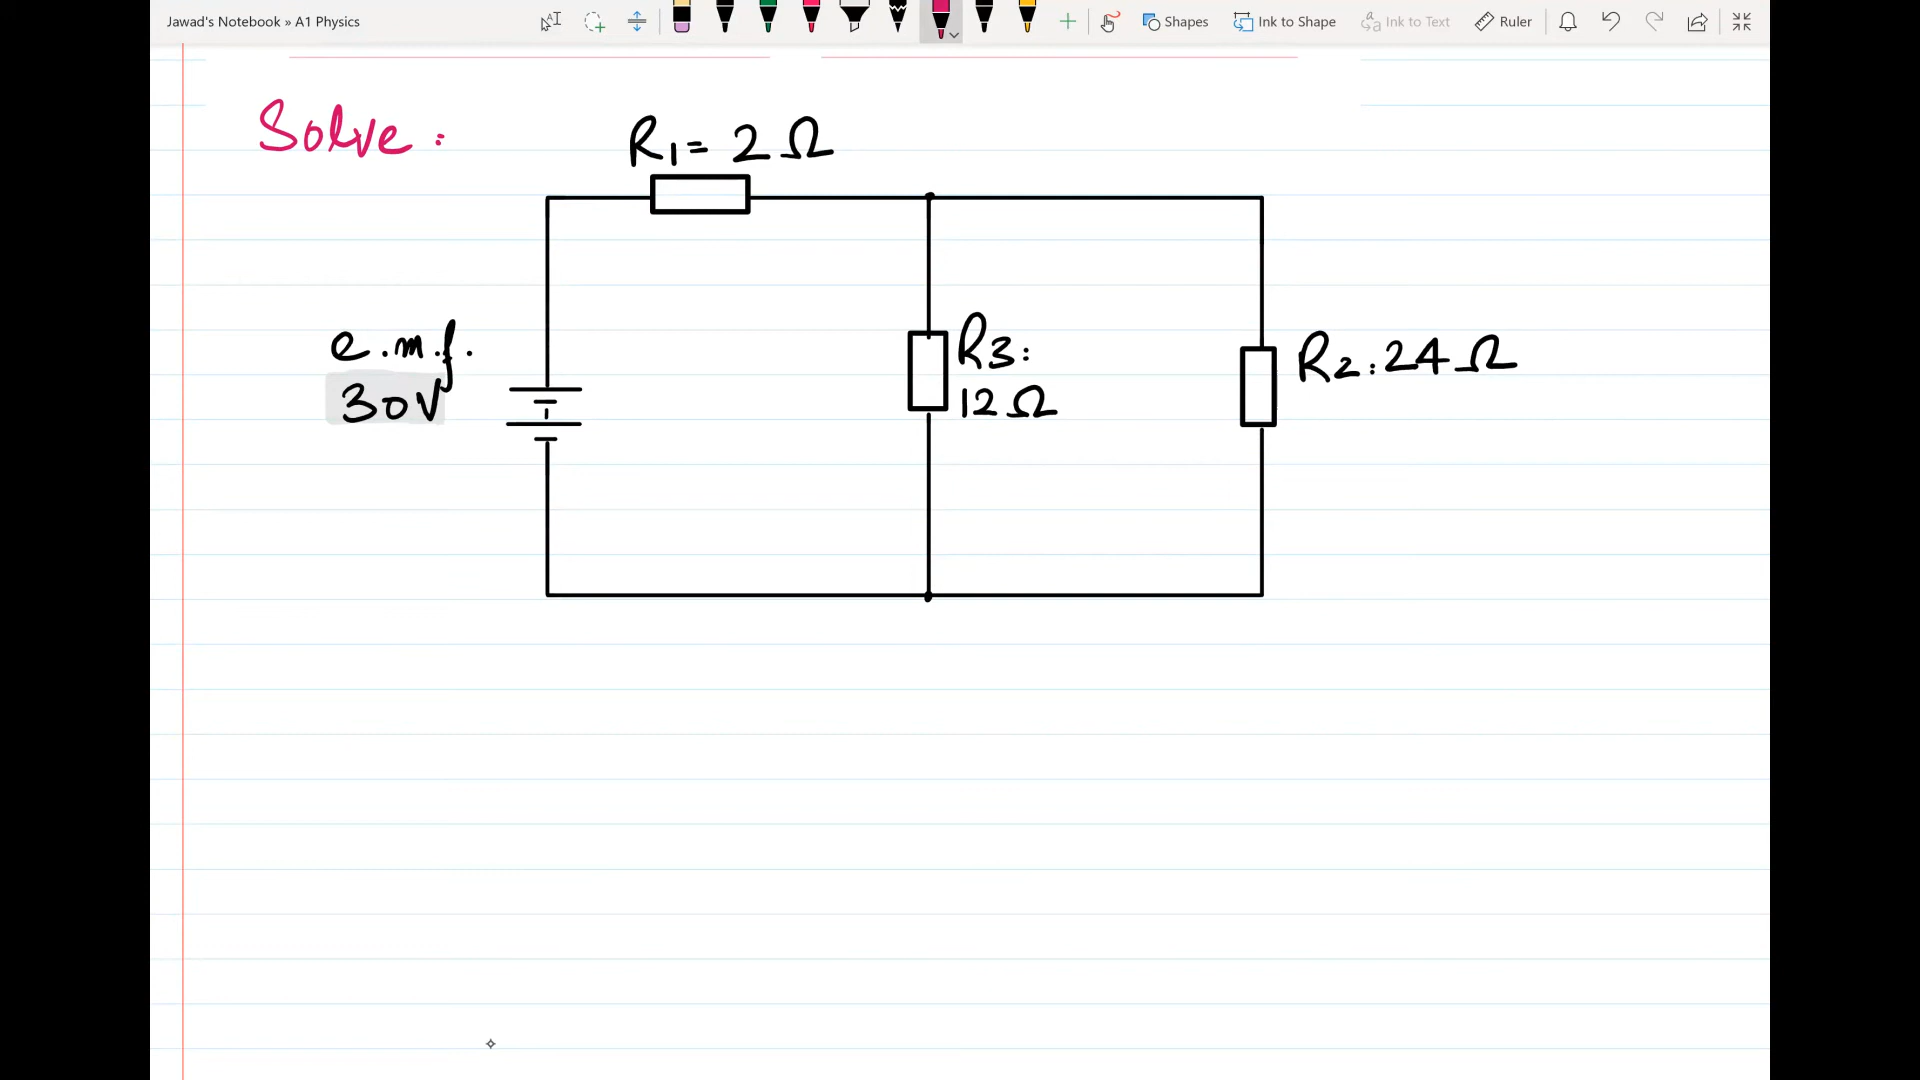 Jawad's Notebook » A1 Physics
Shapes
Ink to Shape
Ink to Text
Ruler
Solve :
R1 = 2 Ω
e.m.f.
30V
R3:
12 Ω
R2:24 Ω